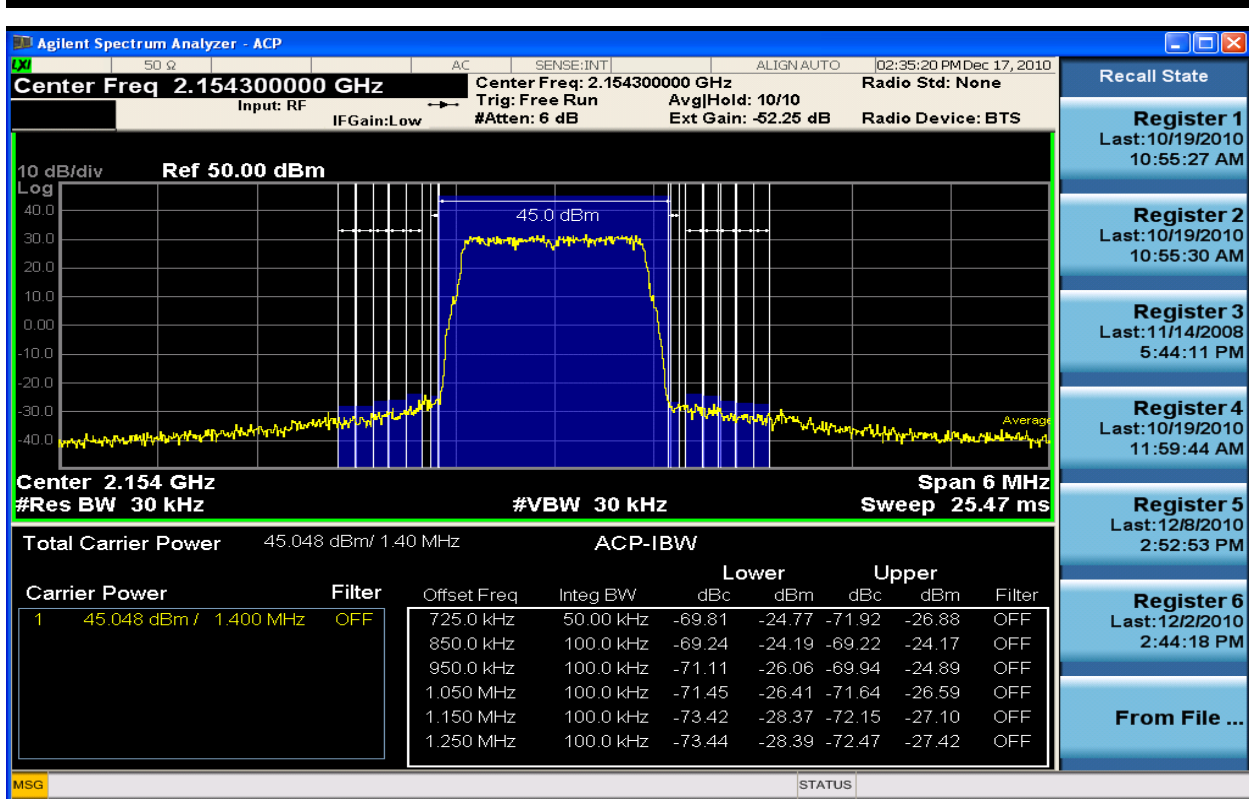 Agilent Spectrum Analyzer - ACP
LXI 50 Ω AC SENSE:INT ALIGN AUTO 02:35:20 PM Dec 17, 2010
Center Freq 2.154300000 GHz Center Freq: 2.154300000 GHz Radio Std: None
Input: RF Trig: Free Run Avg|Hold: 10/10
IFGain:Low #Atten: 6 dB Ext Gain: -52.25 dB Radio Device: BTS
10 dB/div Ref 50.00 dBm
Log
40.0
30.0
20.0
10.0
0.00
-10.0
-20.0
-30.0
-40.0
45.0 dBm
Average
Center 2.154 GHz Span 6 MHz
#Res BW 30 kHz #VBW 30 kHz Sweep 25.47 ms
Total Carrier Power 45.048 dBm/ 1.40 MHz ACP-IBW
Lower Upper
Carrier Power Filter Offset Freq Integ BW dBc dBm dBc dBm Filter
1 45.048 dBm / 1.400 MHz OFF 725.0 kHz 50.00 kHz -69.81 -24.77 -71.92 -26.88 OFF
850.0 kHz 100.0 kHz -69.24 -24.19 -69.22 -24.17 OFF
950.0 kHz 100.0 kHz -71.11 -26.06 -69.94 -24.89 OFF
1.050 MHz 100.0 kHz -71.45 -26.41 -71.64 -26.59 OFF
1.150 MHz 100.0 kHz -73.42 -28.37 -72.15 -27.10 OFF
1.250 MHz 100.0 kHz -73.44 -28.39 -72.47 -27.42 OFF
MSG STATUS
Recall State
Register 1
Last:10/19/2010
10:55:27 AM
Register 2
Last:10/19/2010
10:55:30 AM
Register 3
Last:11/14/2008
5:44:11 PM
Register 4
Last:10/19/2010
11:59:44 AM
Register 5
Last:12/8/2010
2:52:53 PM
Register 6
Last:12/2/2010
2:44:18 PM
From File ...